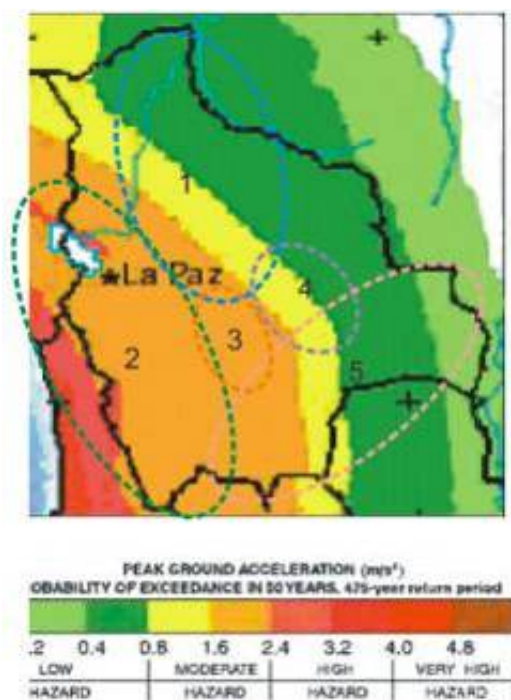 1
La Paz
4
3
2
5
PEAK GROUND ACCELERATION (m/s²)
OBABILITY OF EXCEEDANCE IN 50 YEARS, 475-year return period
.2 0.4 0.8 1.6 2.4 3.2 4.0 4.8
LOW MODERATE HIGH VERY HIGH
HAZARD HAZARD HAZARD HAZARD